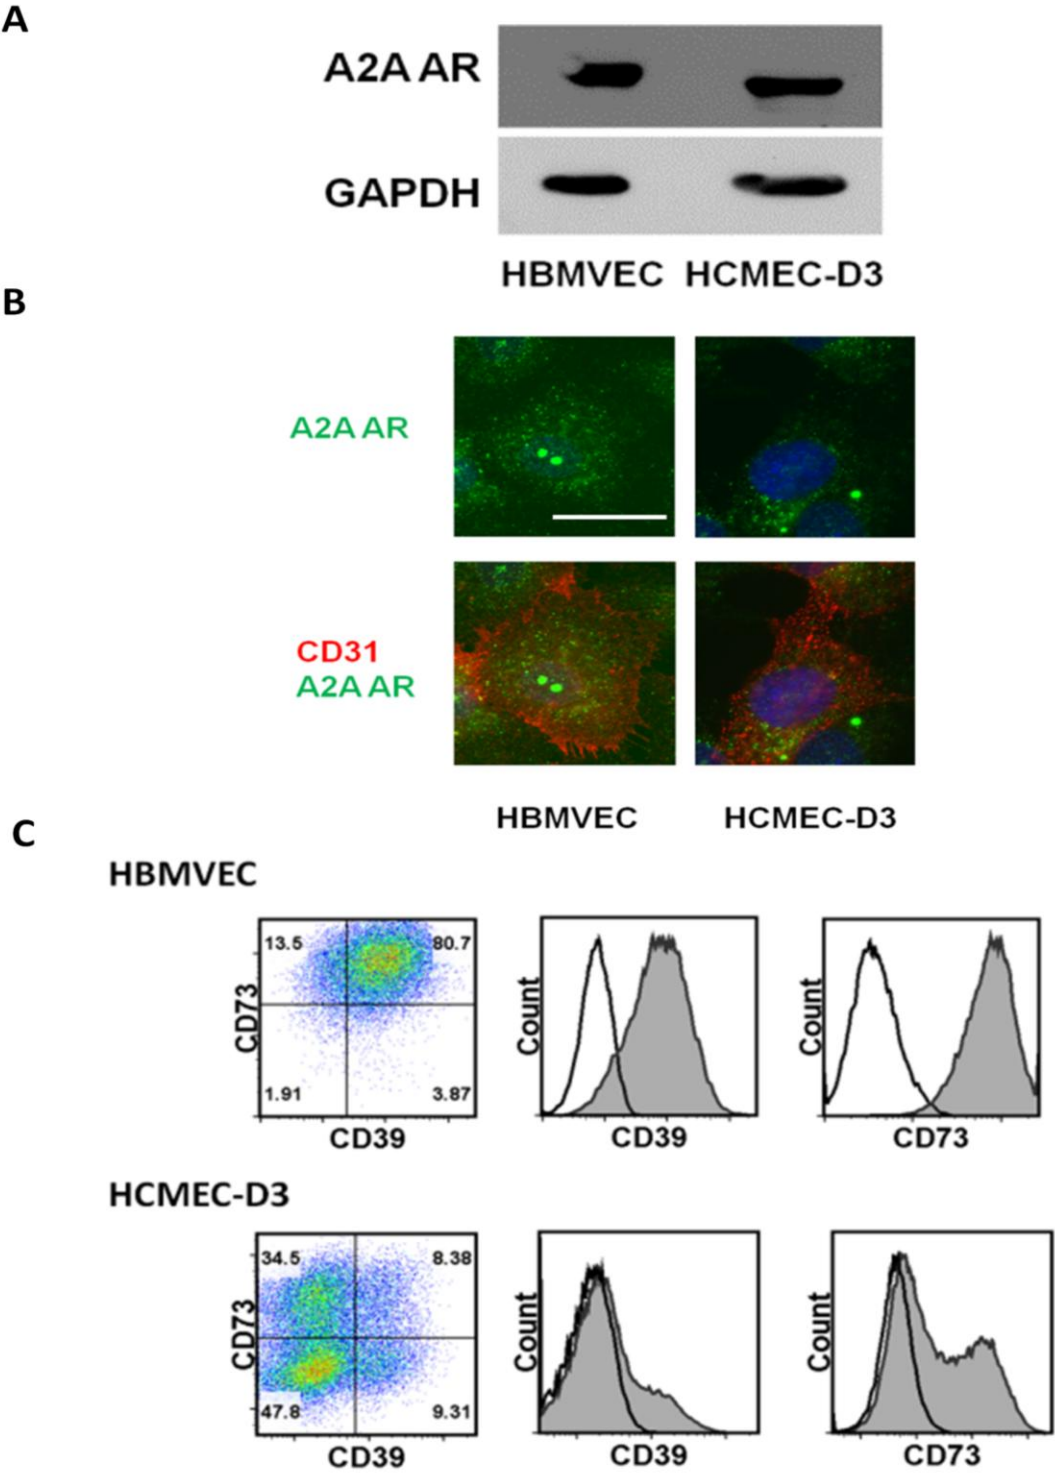 A
A2A AR
GAPDH
HBMVEC HCMEC-D3
B
A2A AR
CD31
A2A AR
HBMVEC HCMEC-D3
C
HBMVEC
13.5 80.7
CD73
1.91 3.87
CD39
Count
CD39
Count
CD73
HCMEC-D3
34.5 8.38
CD73
47.8 9.31
CD39
Count
CD39
Count
CD73